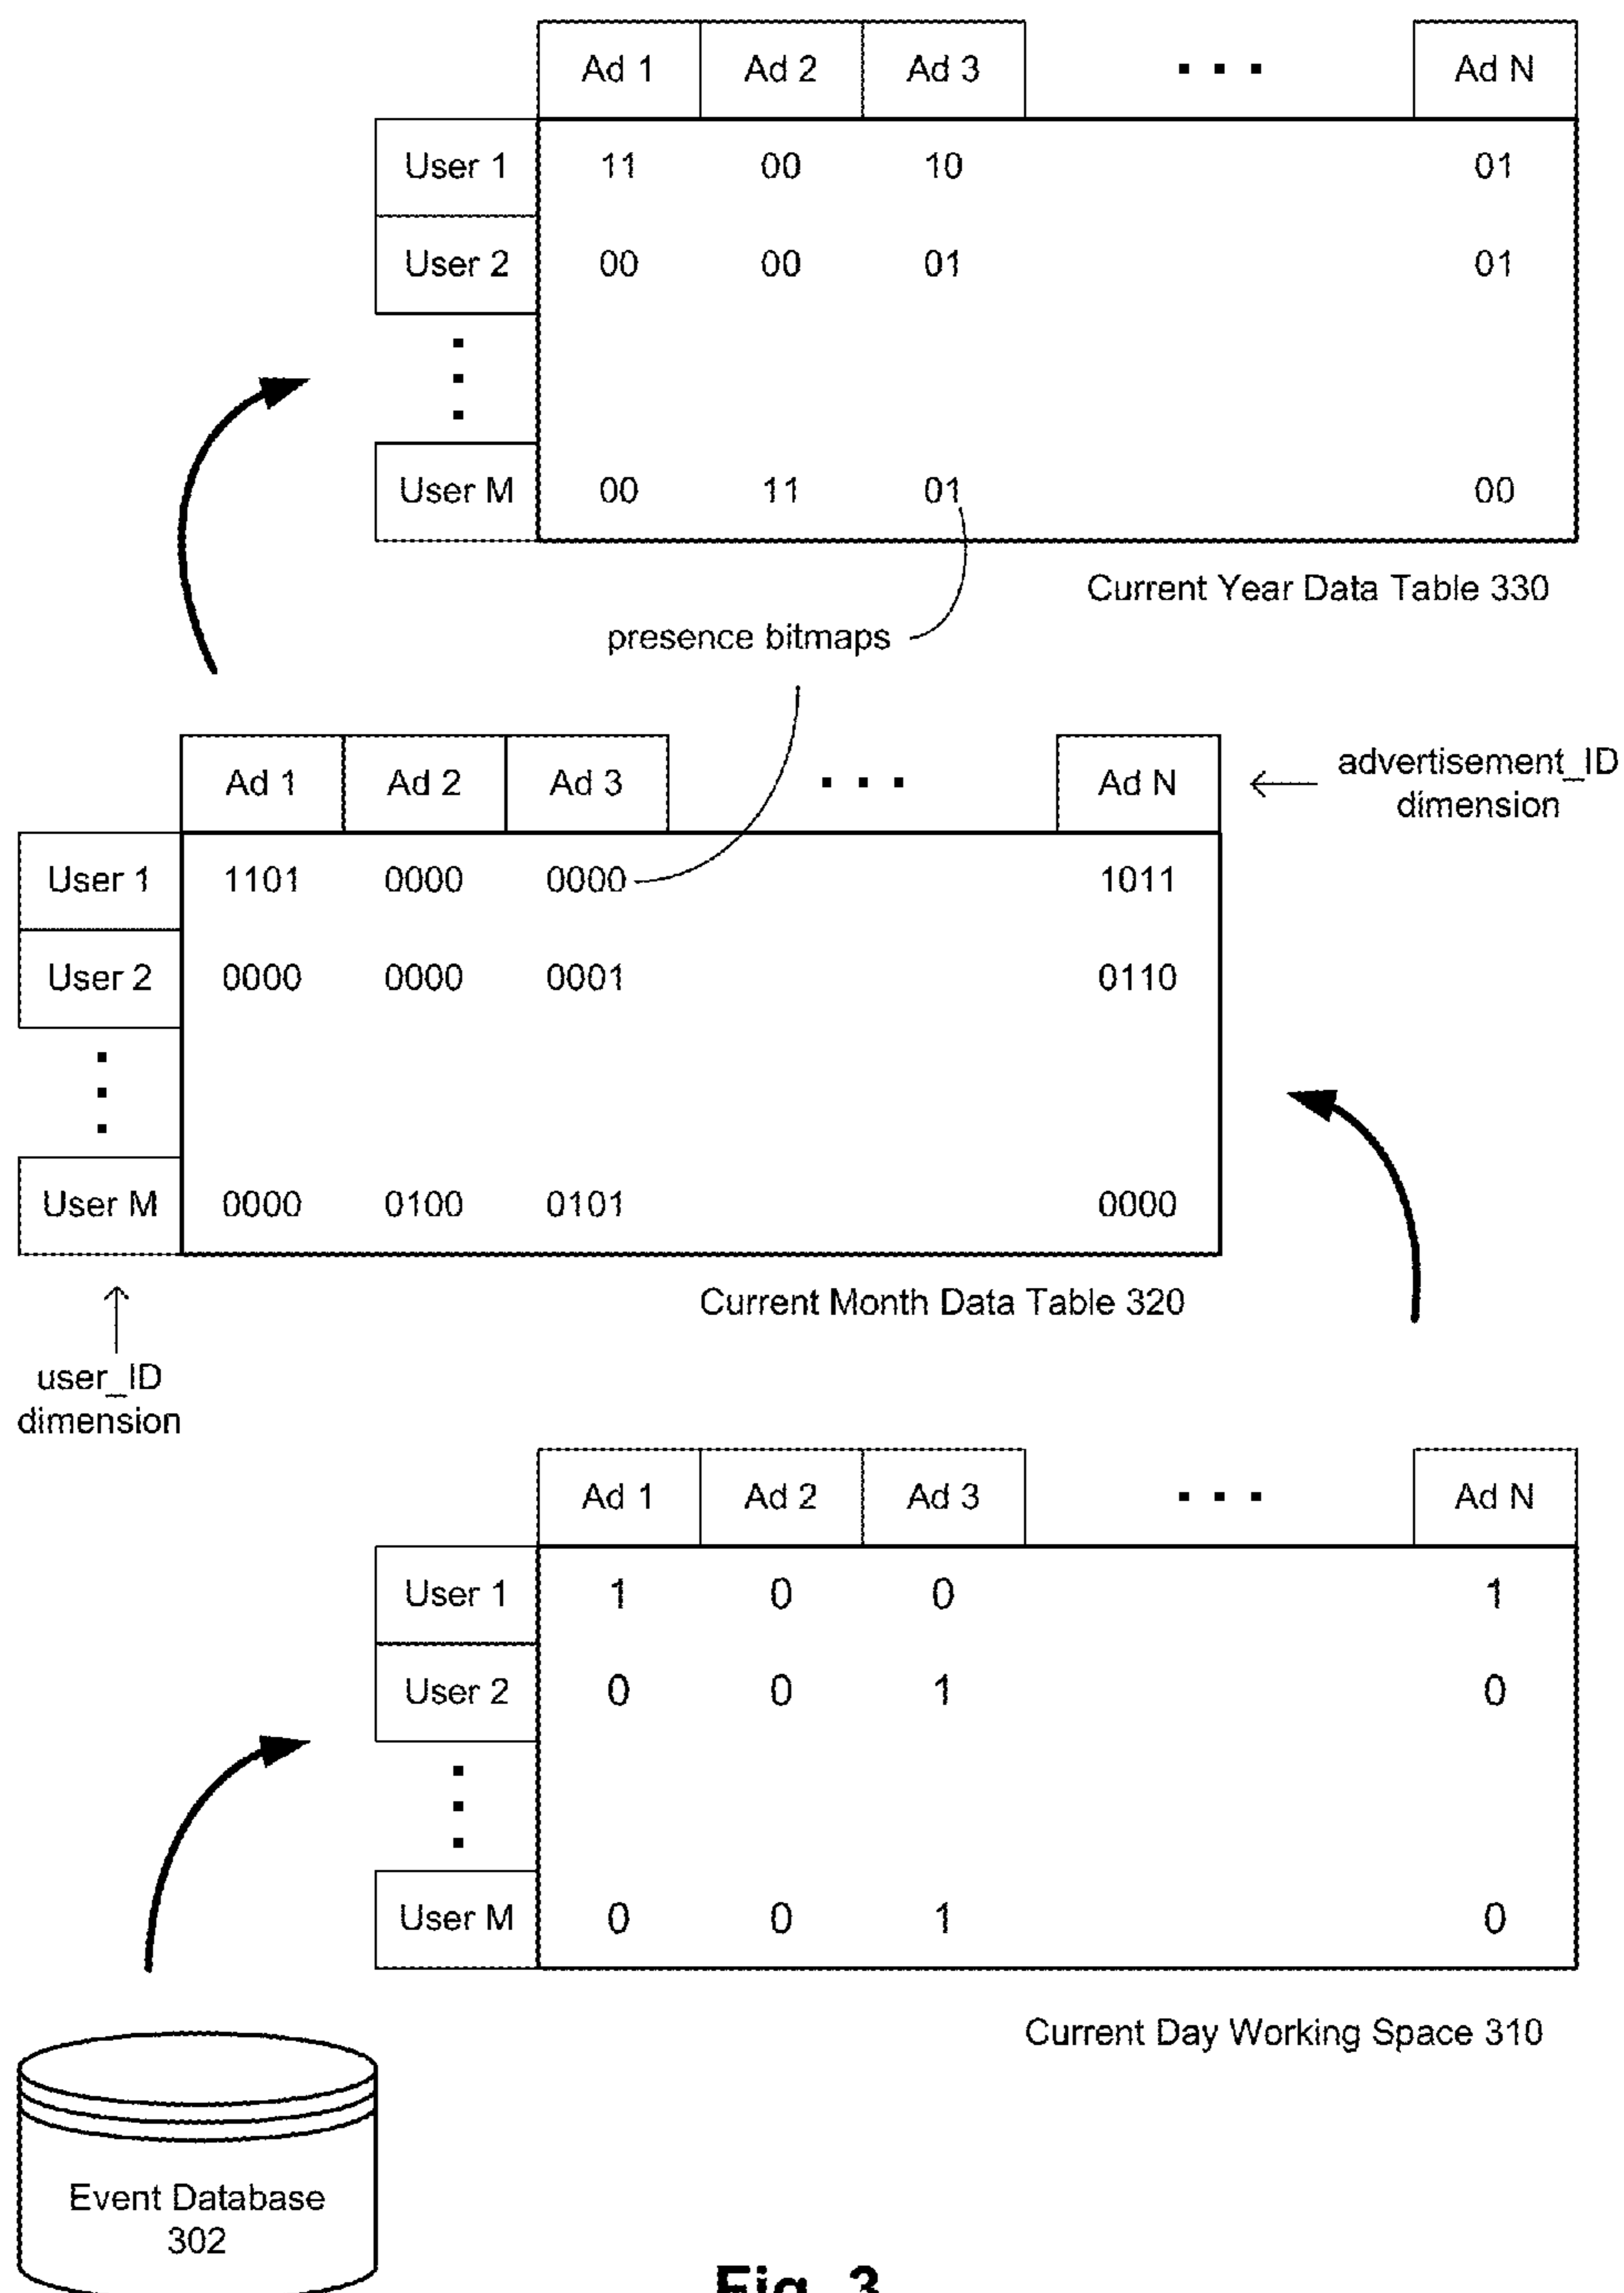 Ad 1 Ad 2 Ad 3 . . . Ad N
User 1 11 00 10 01
User 2 00 00 01 01
.
.
.
User M 00 11 01 00
Current Year Data Table 330
presence bitmaps
Ad 1 Ad 2 Ad 3 . . . Ad N
advertisement_ID
dimension
User 1 1101 0000 0000 1011
User 2 0000 0000 0001 0110
.
.
.
User M 0000 0100 0101 0000
Current Month Data Table 320
user_ID
dimension
Ad 1 Ad 2 Ad 3 . . . Ad N
User 1 1 0 0 1
User 2 0 0 1 0
.
.
.
User M 0 0 1 0
Current Day Working Space 310
Event Database
302
Fig. 3